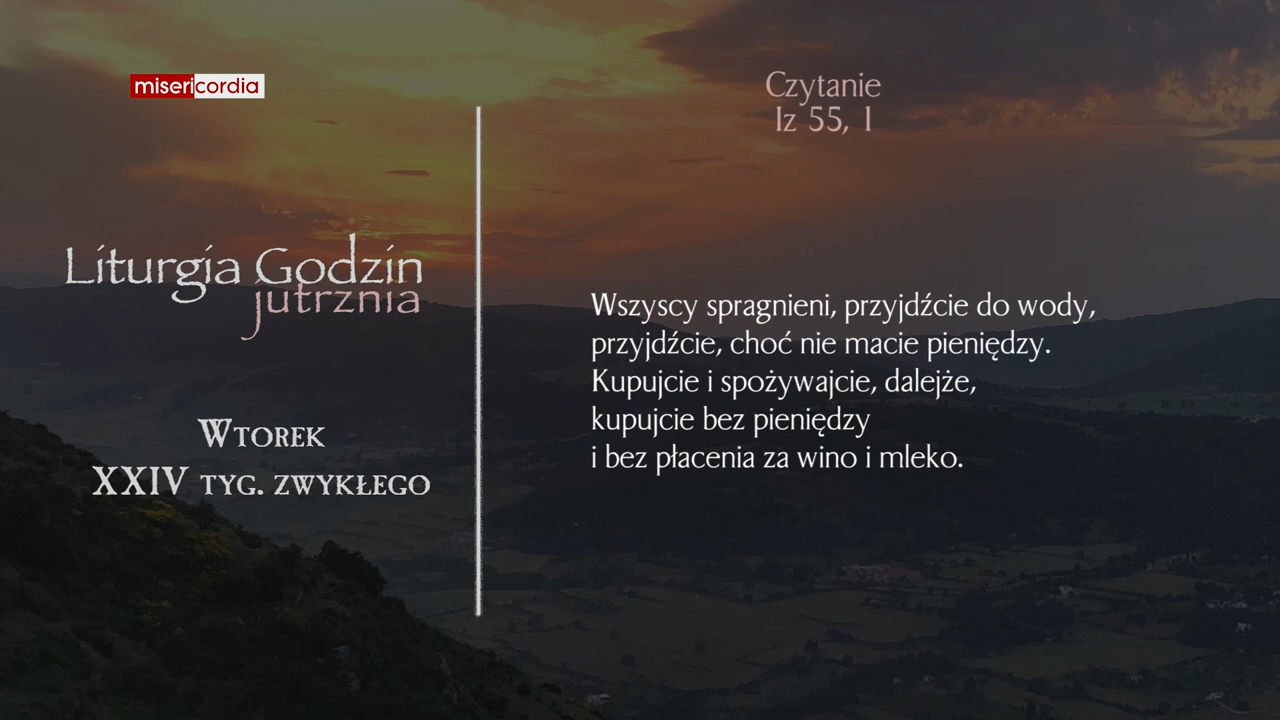 misericordia
Liturgia Godzin
jutrznia
Wtorek
XXIV tyg. zwykłego
Czytanie
Iz 55, 1
Wszyscy spragnieni, przyjdźcie do wody,
przyjdźcie, choć nie macie pieniędzy.
Kupujcie i spożywajcie, dalejże,
kupujcie bez pieniędzy
i bez płacenia za wino i mleko.